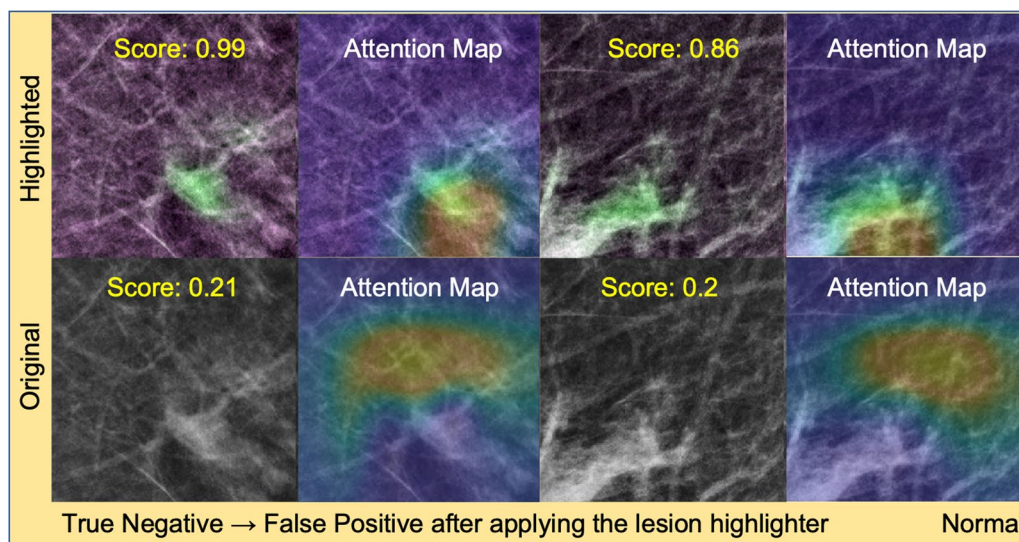 Highlighted
Score: 0.99
Attention Map
Score: 0.86
Attention Map
Original
Score: 0.21
Attention Map
Score: 0.2
Attention Map
True Negative → False Positive after applying the lesion highlighter
Norma